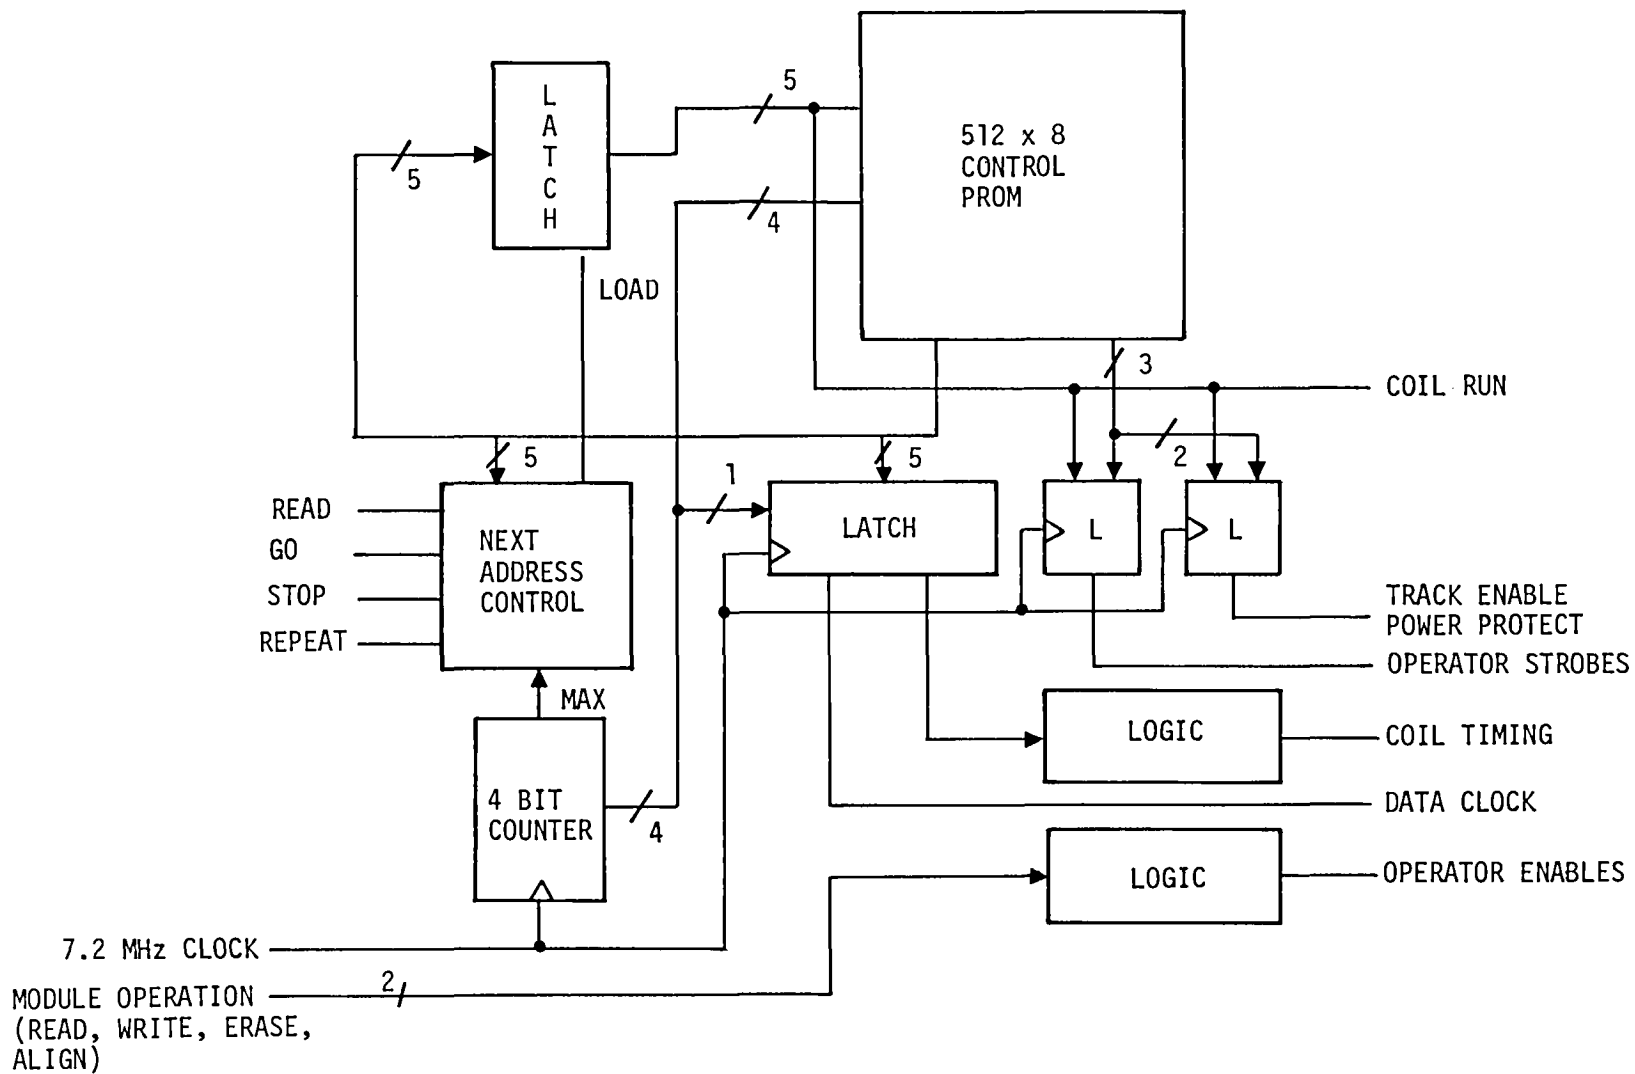 5
L
A
T
C
H
512 x 8
CONTROL
PROM
5
4
LOAD
3
COIL RUN
5
5
2
1
READ
GO
STOP
REPEAT
NEXT
ADDRESS
CONTROL
LATCH
L
L
TRACK ENABLE
POWER PROTECT
OPERATOR STROBES
MAX
LOGIC
COIL TIMING
4 BIT
COUNTER
4
DATA CLOCK
LOGIC
OPERATOR ENABLES
7.2 MHz CLOCK
2
MODULE OPERATION
(READ, WRITE, ERASE,
ALIGN)